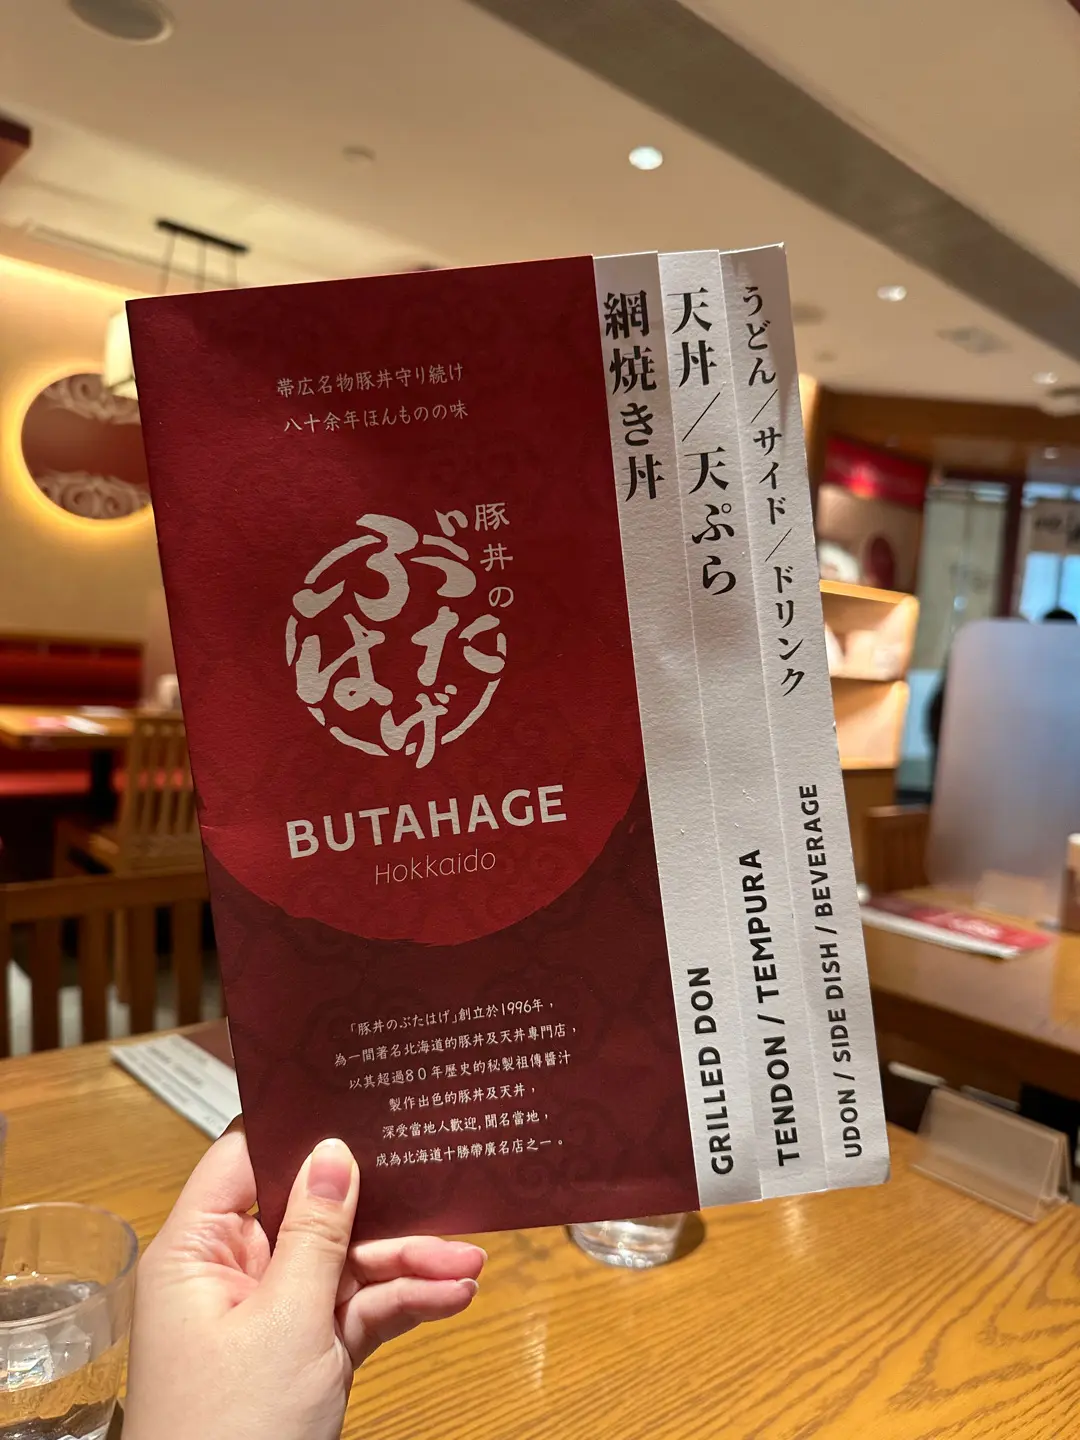 帯広名物豚丼守り続け
八十余年ほんものの味
豚丼の
ぶたはげ
BUTAHAGE
Hokkaido
「豚丼のぶたはげ」創立於1996年，
為一間著名北海道的豚丼及天丼專門店，
以其超過80年歷史的秘製祖傳醬汁
製作出色的豚丼及天丼，
深受當地人歡迎，聞名當地，
成為北海道十勝帶廣名店之一。
網焼き丼
GRILLED DON
天丼／天ぷら
TENDON / TEMPURA
うどん／サイド／ドリンク
UDON / SIDE DISH / BEVERAGE